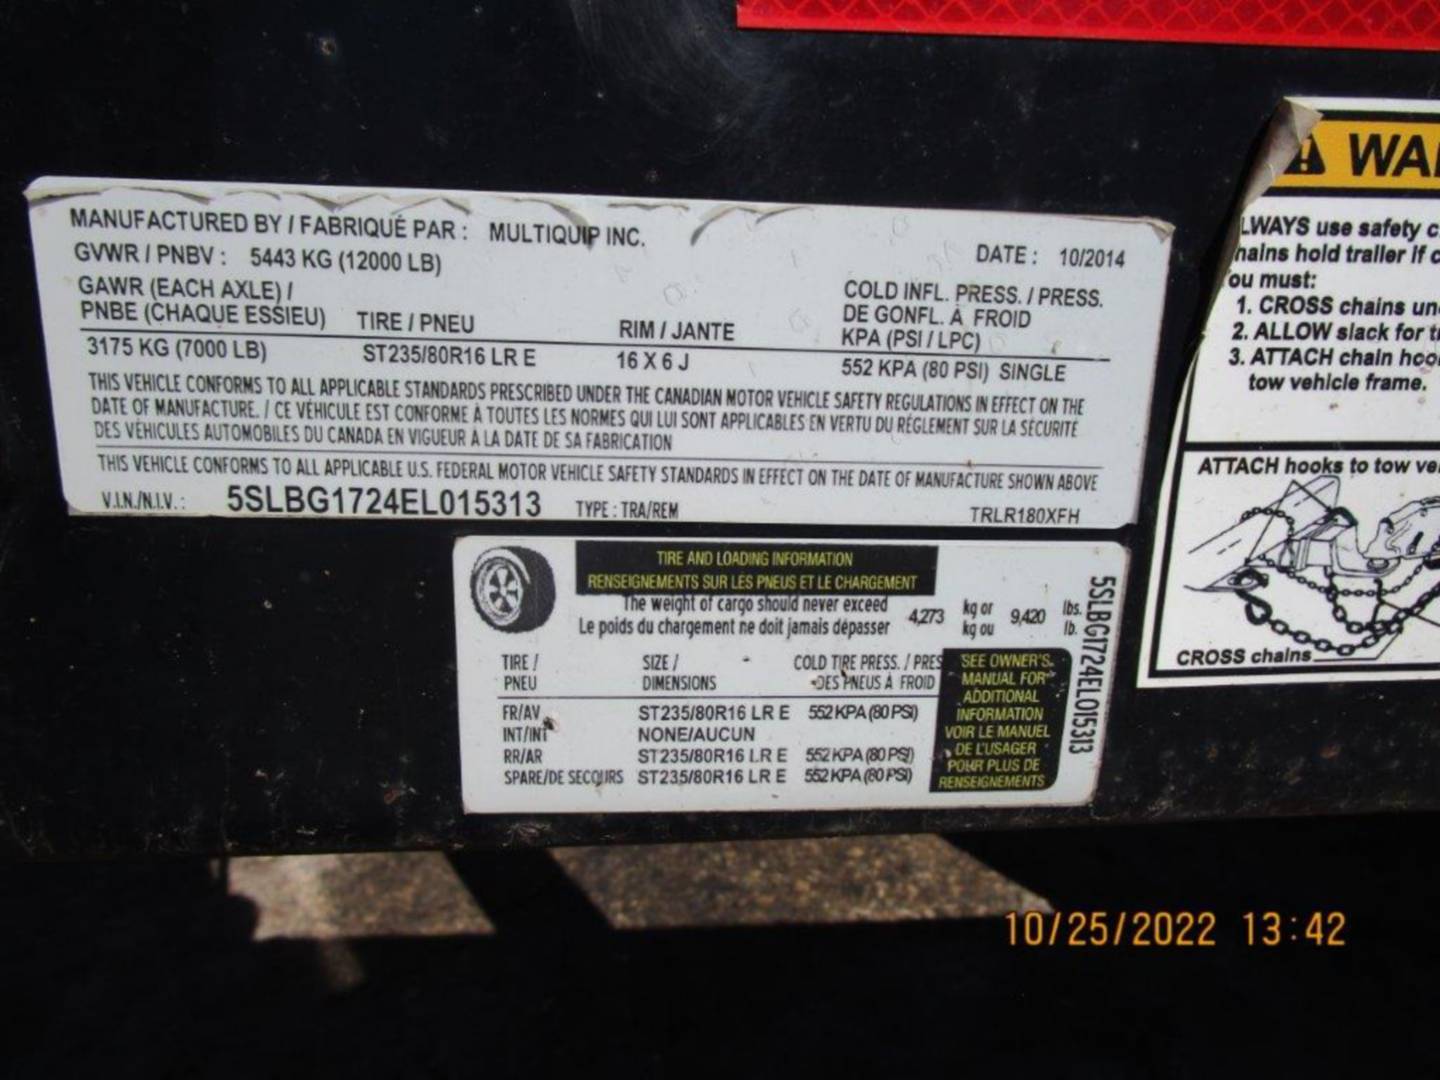 MANUFACTURED BY / FABRIQUÉ PAR : MULTIQUIP INC.
GVWR / PNBV : 5443 KG (12000 LB) DATE : 10/2014
GAWR (EACH AXLE) /
PNBE (CHAQUE ESSIEU) TIRE / PNEU RIM / JANTE
COLD INFL. PRESS. / PRESS.
DE GONFL. À FROID
KPA (PSI / LPC)
3175 KG (7000 LB) ST235/80R16 LR E 16 X 6 J 552 KPA (80 PSI) SINGLE
THIS VEHICLE CONFORMS TO ALL APPLICABLE STANDARDS PRESCRIBED UNDER THE CANADIAN MOTOR VEHICLE SAFETY REGULATIONS IN EFFECT ON THE
DATE OF MANUFACTURE. / CE VÉHICULE EST CONFORME À TOUTES LES NORMES QUI LUI SONT APPLICABLES EN VERTU DU RÈGLEMENT SUR LA SÉCURITÉ
DES VÉHICULES AUTOMOBILES DU CANADA EN VIGUEUR À LA DATE DE SA FABRICATION
THIS VEHICLE CONFORMS TO ALL APPLICABLE U.S. FEDERAL MOTOR VEHICLE SAFETY STANDARDS IN EFFECT ON THE DATE OF MANUFACTURE SHOWN ABOVE
V.I.N./N.I.V.: 5SLBG1724EL015313 TYPE : TRA/REM TRLR180XFH
TIRE AND LOADING INFORMATION
RENSEIGNEMENTS SUR LES PNEUS ET LE CHARGEMENT
The weight of cargo should never exceed 4,273 kg or 9,420 lbs.
Le poids du chargement ne doit jamais dépasser kg ou lb.
TIRE / SIZE / COLD TIRE PRESS. / PRES
PNEU DIMENSIONS DES PNEUS À FROID
FR/AV ST235/80R16 LR E 552 KPA (80 PSI)
INT/INT NONE/AUCUN
RR/AR ST235/80R16 LR E 552 KPA (80 PSI)
SPARE/DE SECOURS ST235/80R16 LR E 552 KPA (80 PSI)
SEE OWNER'S
MANUAL FOR
ADDITIONAL
INFORMATION
VOIR LE MANUEL
DE L'USAGER
POUR PLUS DE
RENSEIGNEMENTS
5SLBG1724EL015313
WA
LWAYS use safety c
hains hold trailer if c
ou must:
1. CROSS chains un
2. ALLOW slack for t
3. ATTACH chain hoo
tow vehicle frame.
ATTACH hooks to tow ve
CROSS chains
10/25/2022 13:42